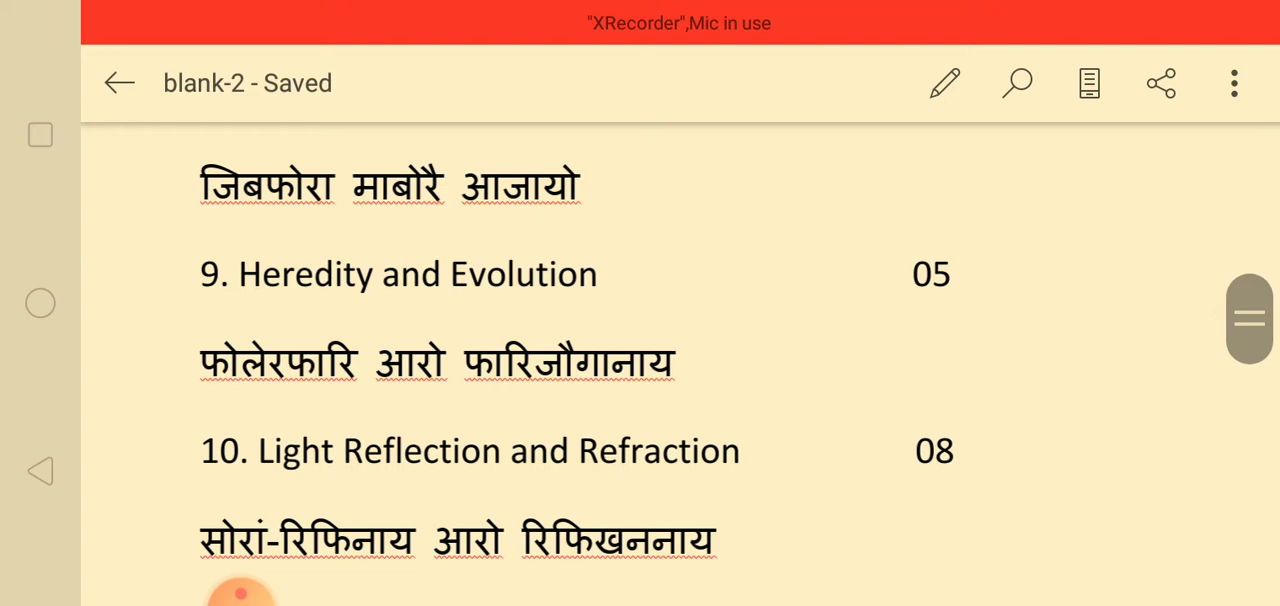 "XRecorder",Mic in use
blank-2 - Saved
जिबफोरा माबोरै आजायो
9. Heredity and Evolution 05
फोलेरफारि आरो फारिजौगानाय
10. Light Reflection and Refraction 08
सोरां-रिफिनाय आरो रिफिखननाय